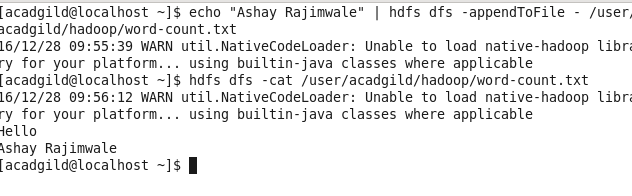 [acadgild@localhost ~]$ echo "Ashay Rajimwale" | hdfs dfs -appendToFile - /user/
acadgild/hadoop/word-count.txt
16/12/28 09:55:39 WARN util.NativeCodeLoader: Unable to load native-hadoop libra
ry for your platform... using builtin-java classes where applicable
[acadgild@localhost ~]$ hdfs dfs -cat /user/acadgild/hadoop/word-count.txt
16/12/28 09:56:12 WARN util.NativeCodeLoader: Unable to load native-hadoop libra
ry for your platform... using builtin-java classes where applicable
Hello
Ashay Rajimwale
[acadgild@localhost ~]$